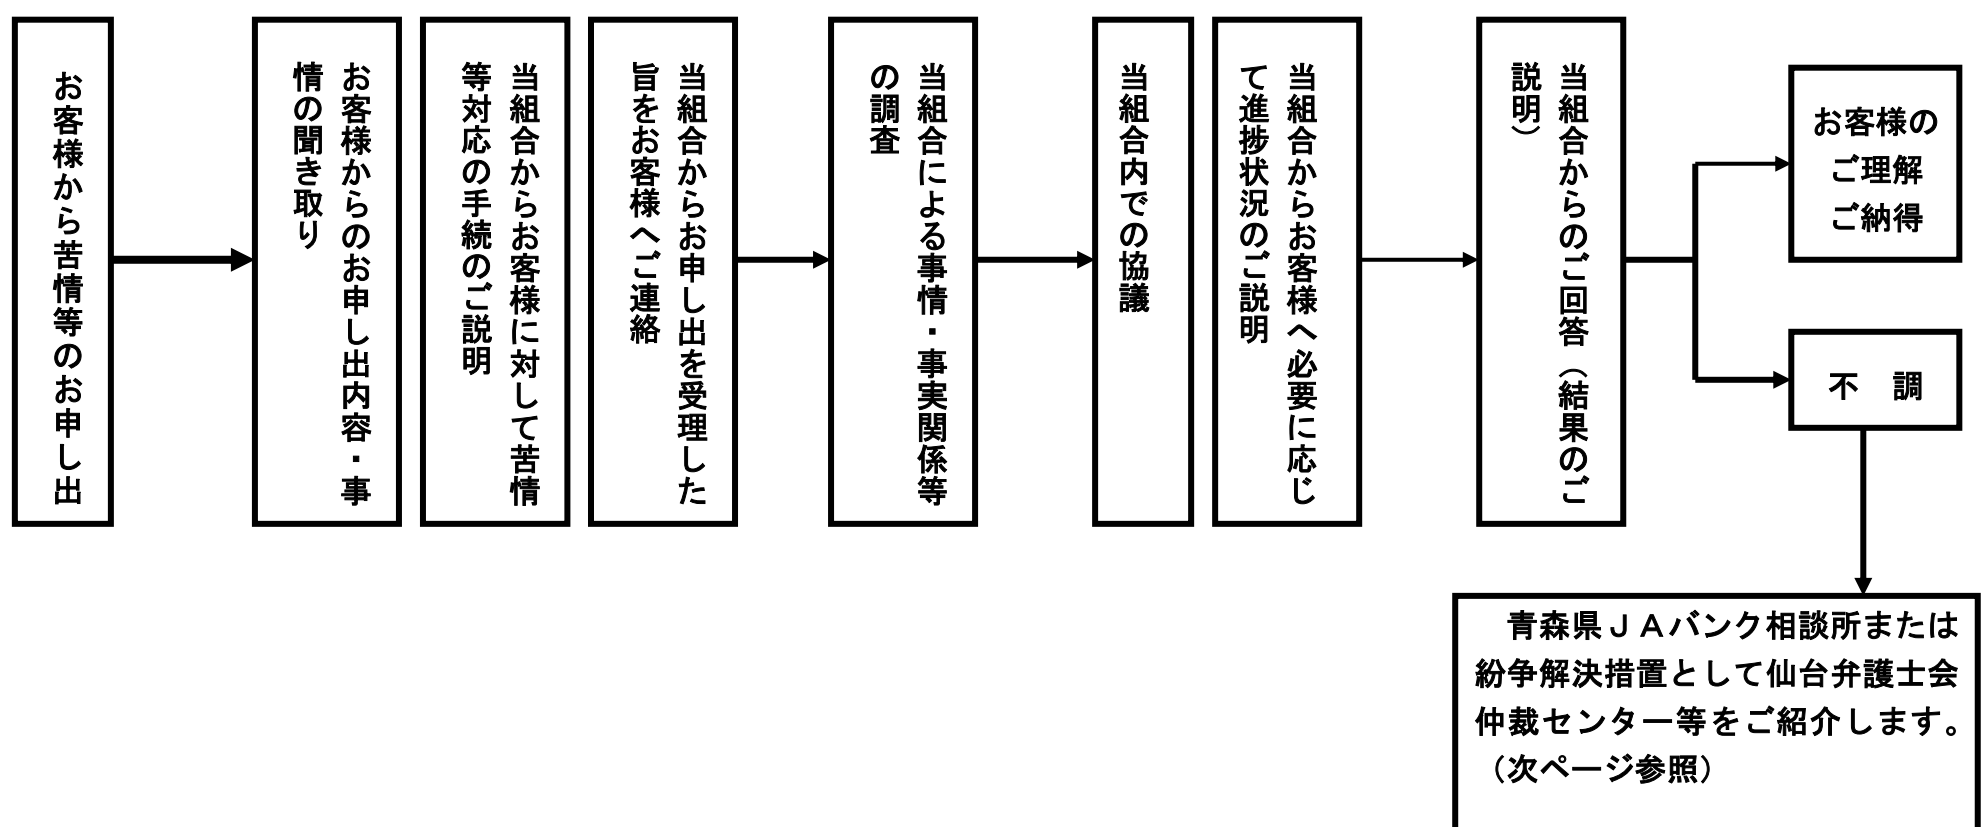 お客様から苦情等のお申し出
お客様からのお申し出内容・事
情の聞き取り
当組合からお客様に対して苦情
等対応の手続のご説明
当組合からお申し出を受理した
旨をお客様へご連絡
当組合による事情・事実関係等
の調査
当組合内での協議
当組合からお客様へ必要に応じ
て進捗状況のご説明
当組合からのご回答（結果のご
説明）
お客様の
ご理解
ご納得
不　調
青森県ＪＡバンク相談所または
紛争解決措置として仙台弁護士会
仲裁センター等をご紹介します。
（次ページ参照）